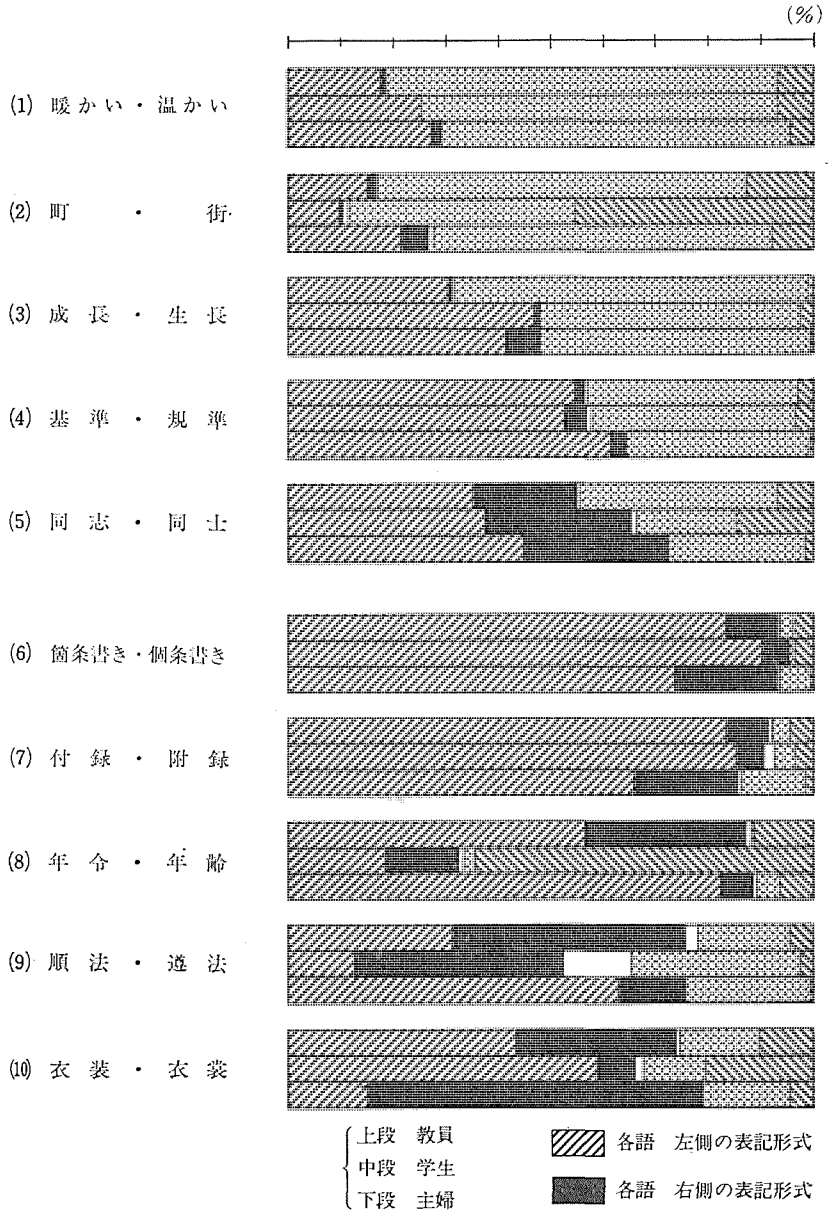 (%)
(1) 暖かい・温かい
(2) 町・街
(3) 成長・生長
(4) 基準・規準
(5) 同志・同士
(6) 箇条書き・個条書き
(7) 付録・附録
(8) 年令・年齢
(9) 順法・遵法
(10) 衣装・衣裳
上段 教員
中段 学生
下段 主婦
各語 左側の表記形式
各語 右側の表記形式